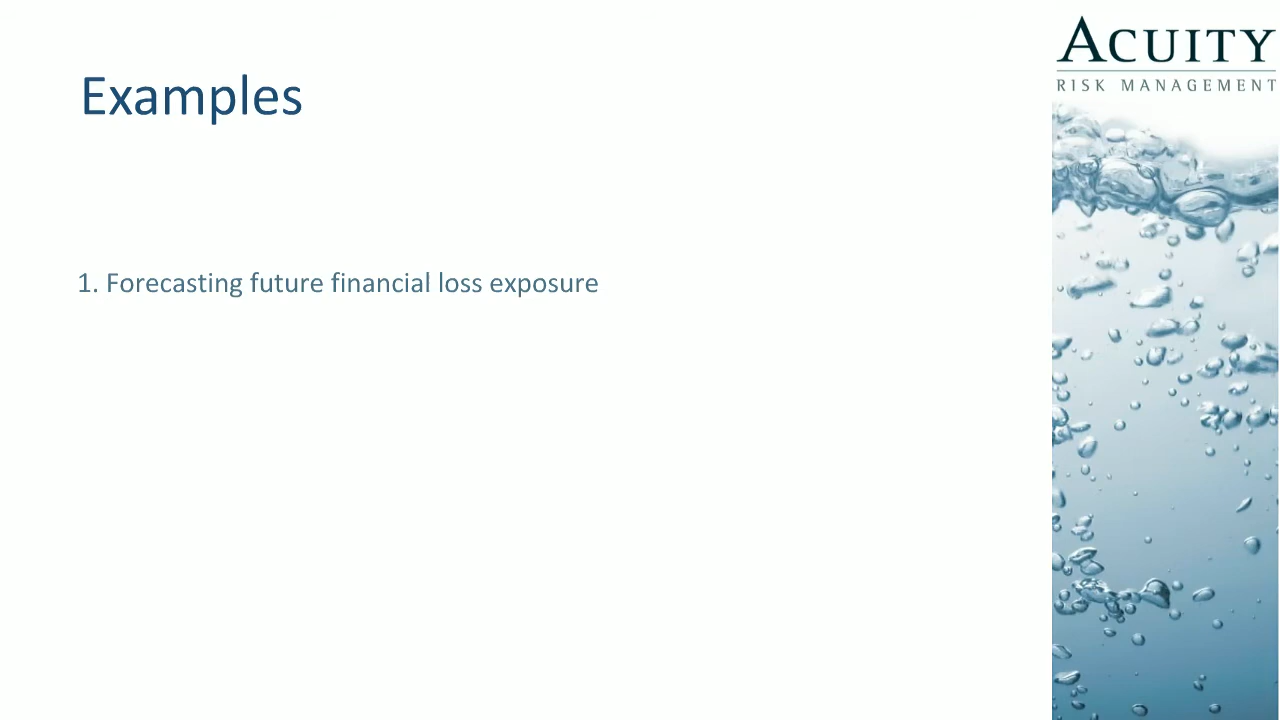 ACUITY
RISK MANAGEMENT
Examples
1. Forecasting future financial loss exposure